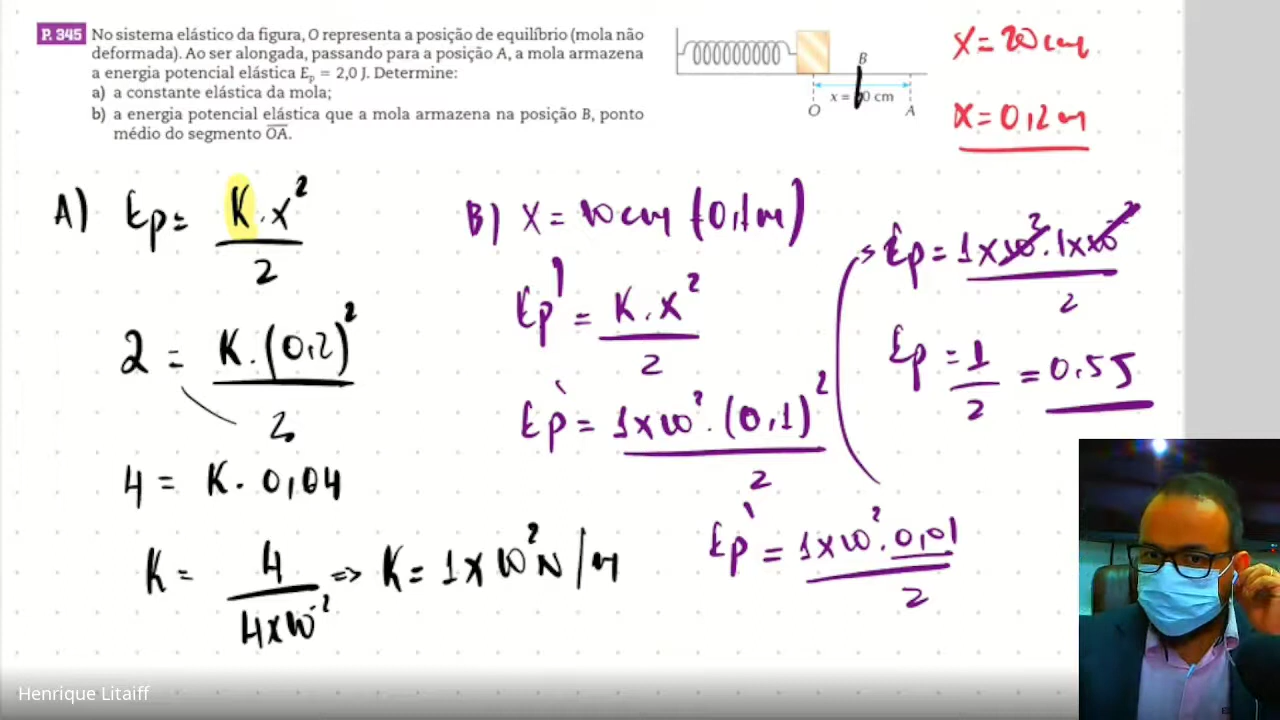 P. 345 No sistema elástico da figura, O representa a posição de equilíbrio (mola não
deformada). Ao ser alongada, passando para a posição A, a mola armazena
a energia potencial elástica Eₚ = 2,0 J. Determine:
a) a constante elástica da mola;
b) a energia potencial elástica que a mola armazena na posição B, ponto
médio do segmento O͞A.
B
x = 0 cm
O A
x = 20 cm
x = 0,2 m
A) Ep = K . x² / 2
2 = K . (0,2)² / 2
4 = K . 0,04
K = 4 / 4x10⁻² => K = 1 x 10² N/m
B) X = 10 cm (0,1m)
Ep' = K . x² / 2
Ep' = 1x10² . (0,1)² / 2
Ep' = 1x10² . 0,01 / 2
Ep = 1x10² . 1x10⁻² / 2
Ep = 1 / 2 = 0,5J
Henrique Litaiff